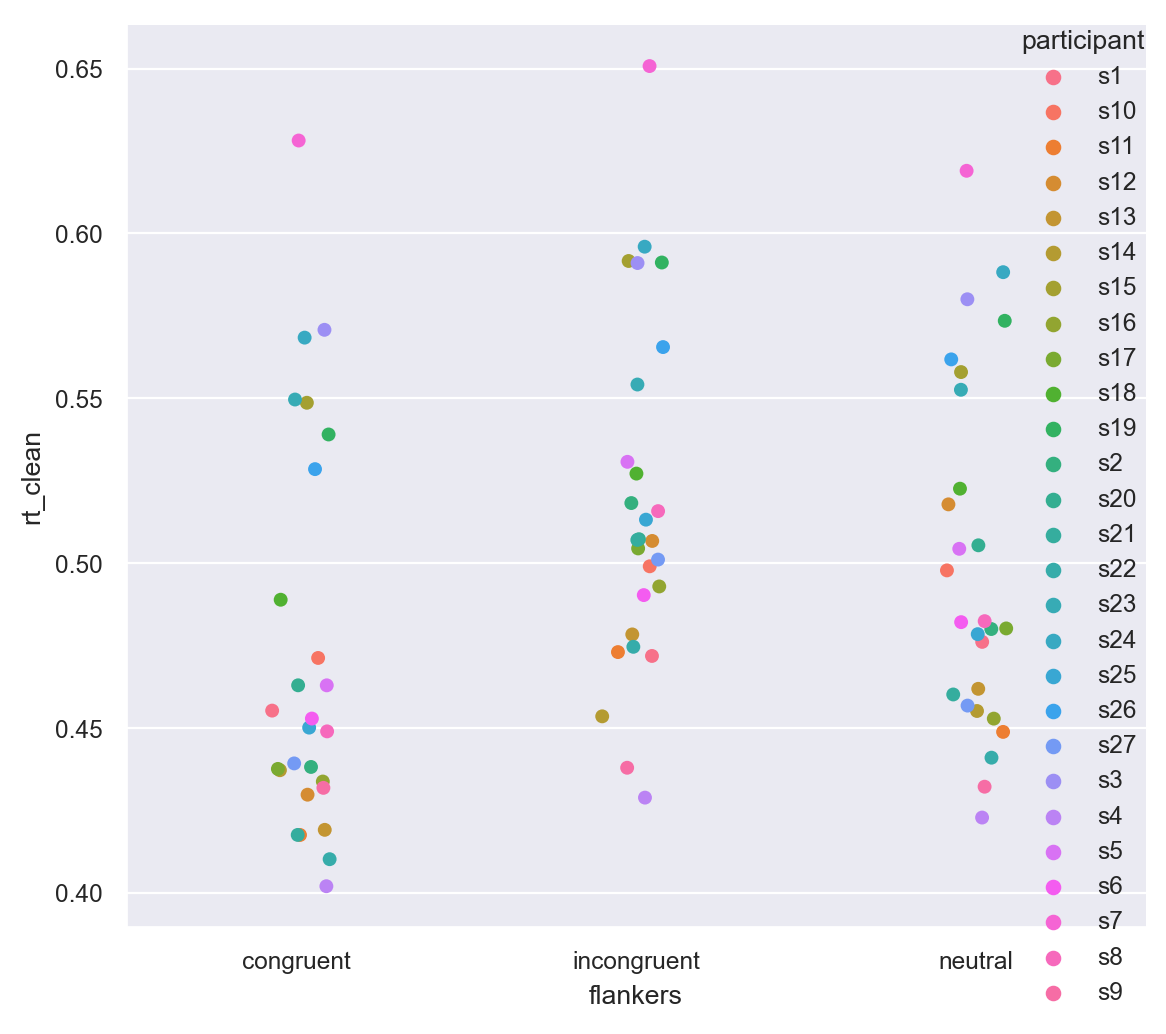 participant
s1
s10
s11
s12
s13
s14
s15
s16
s17
s18
s19
s2
s20
s21
s22
s23
s24
s25
s26
s27
s3
s4
s5
s6
s7
s8
s9
0.65
0.60
0.55
0.50
0.45
0.40
rt_clean
congruent incongruent neutral
flankers